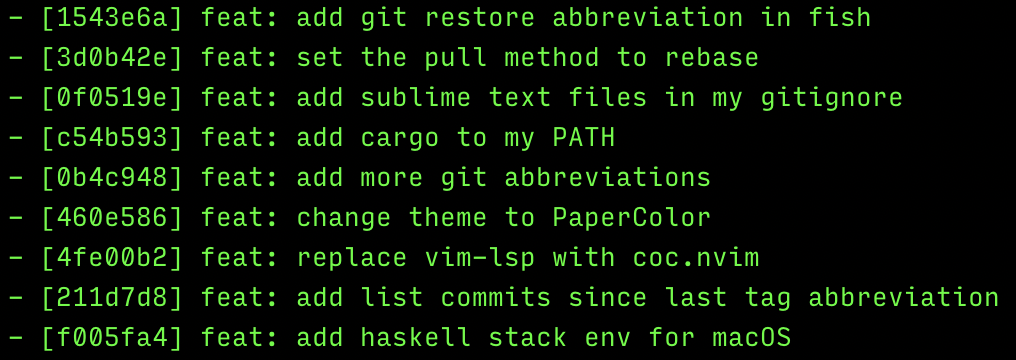 - [1543e6a] feat: add git restore abbreviation in fish
- [3d0b42e] feat: set the pull method to rebase
- [0f0519e] feat: add sublime text files in my gitignore
- [c54b593] feat: add cargo to my PATH
- [0b4c948] feat: add more git abbreviations
- [460e586] feat: change theme to PaperColor
- [4fe00b2] feat: replace vim-lsp with coc.nvim
- [211d7d8] feat: add list commits since last tag abbreviation
- [f005fa4] feat: add haskell stack env for macOS